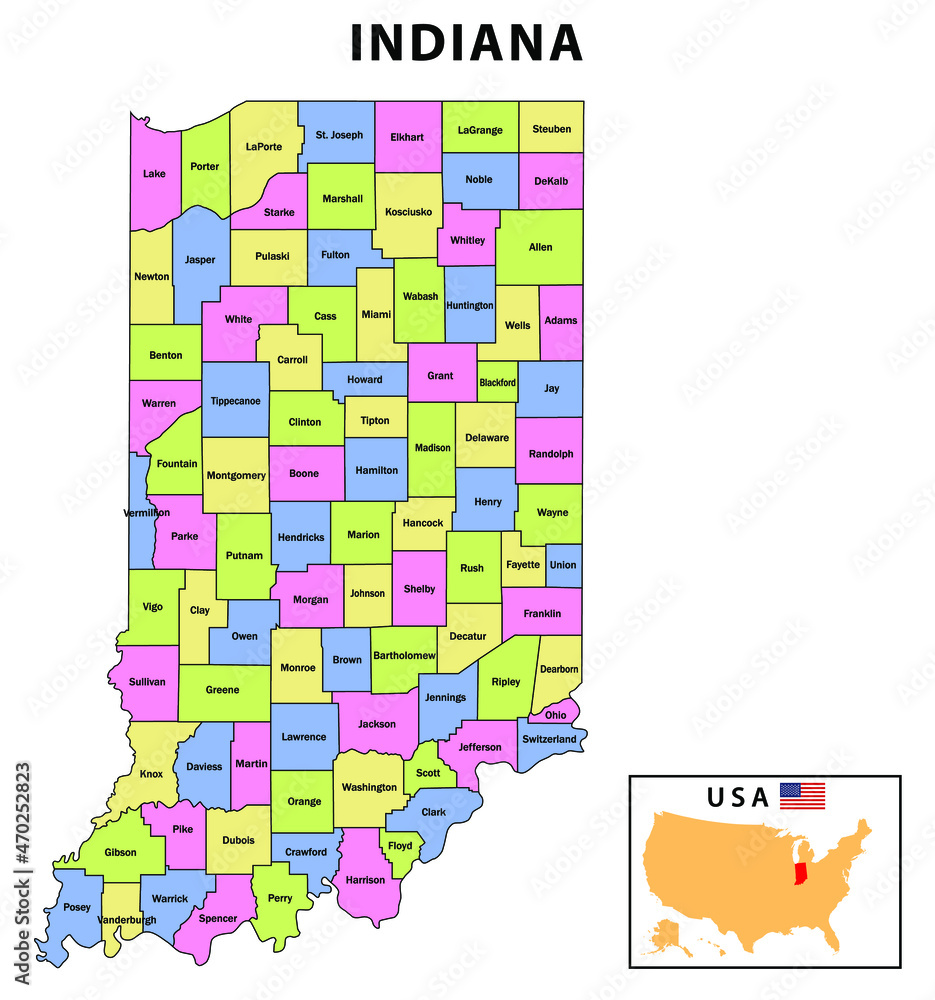 INDIANA
St. Joseph
Elkhart
LaGrange
Steuben
LaPorte
Porter
Lake
Noble
DeKalb
Marshall
Starke
Kosciusko
Whitley
Allen
Fulton
Pulaski
Jasper
Newton
Wabash
Huntington
Miami
Cass
White
Wells
Adams
Benton
Carroll
Howard
Grant
Blackford
Jay
Warren
Tippecanoe
Clinton
Tipton
Madison
Delaware
Randolph
Fountain
Montgomery
Boone
Hamilton
Henry
Wayne
Vermillion
Parke
Putnam
Hendricks
Marion
Hancock
Rush
Fayette
Union
Shelby
Johnson
Morgan
Vigo
Clay
Owen
Franklin
Decatur
Bartholomew
Brown
Monroe
Dearborn
Ripley
Sullivan
Greene
Jennings
Ohio
Jackson
Lawrence
Switzerland
Jefferson
Knox
Daviess
Martin
Scott
Washington
Orange
Clark
Pike
Dubois
Floyd
Crawford
Gibson
Harrison
Perry
Warrick
Posey
Vanderburgh
Spencer
USA
Adobe Stock | #470252823
Adobe Stock